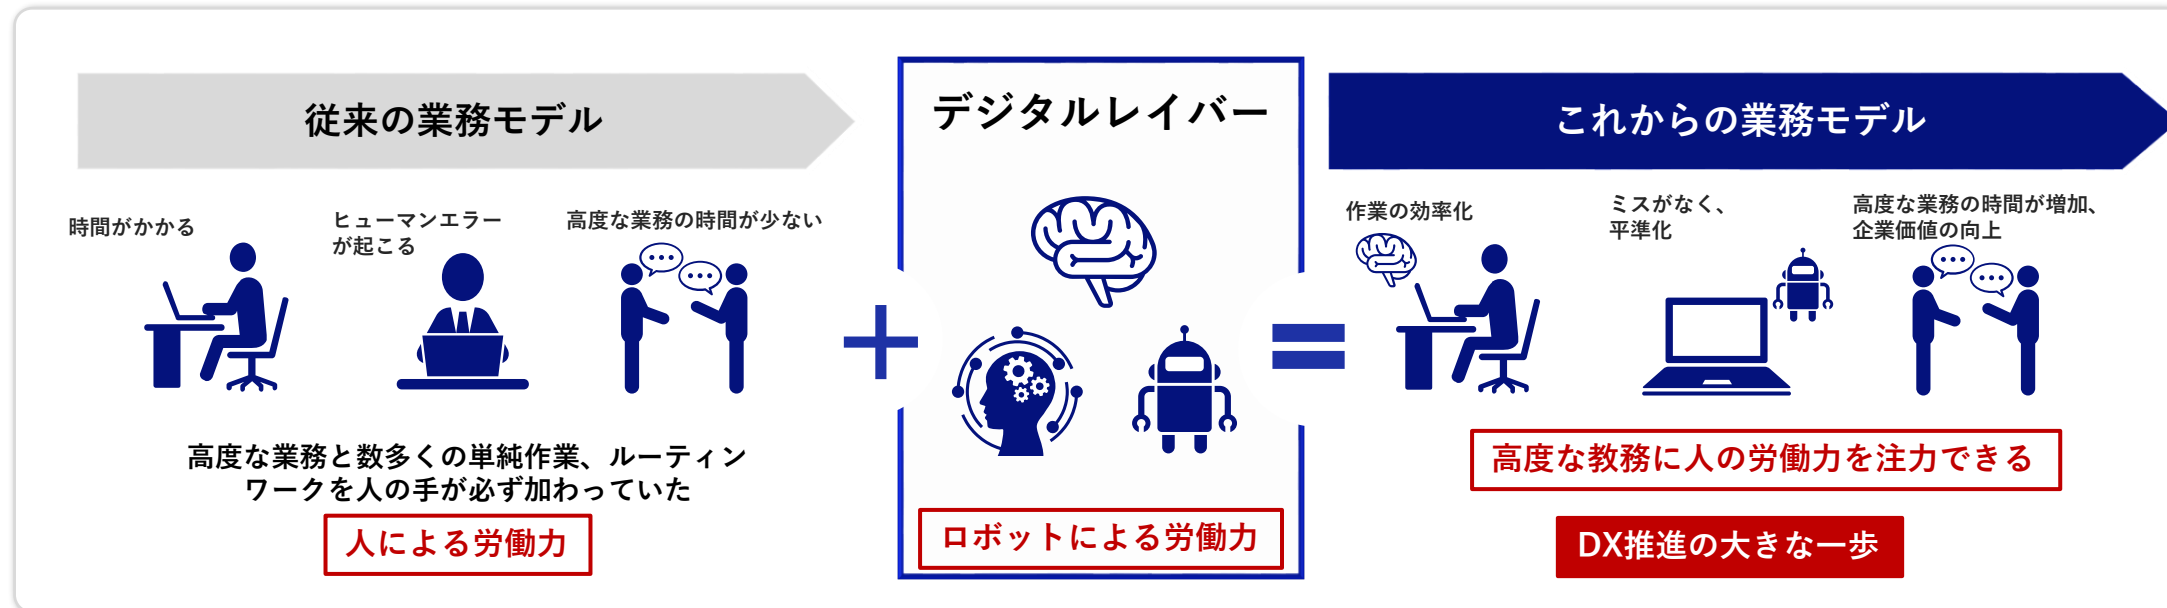 従来の業務モデル
時間がかかる
ヒューマンエラー
が起こる
高度な業務の時間が少ない
高度な業務と数多くの単純作業、ルーティン
ワークを人の手が必ず加わっていた
人による労働力
+
デジタルレイバー
ロボットによる労働力
=
これからの業務モデル
作業の効率化
ミスがなく、
平準化
高度な業務の時間が増加、
企業価値の向上
高度な教務に人の労働力を注力できる
DX推進の大きな一歩